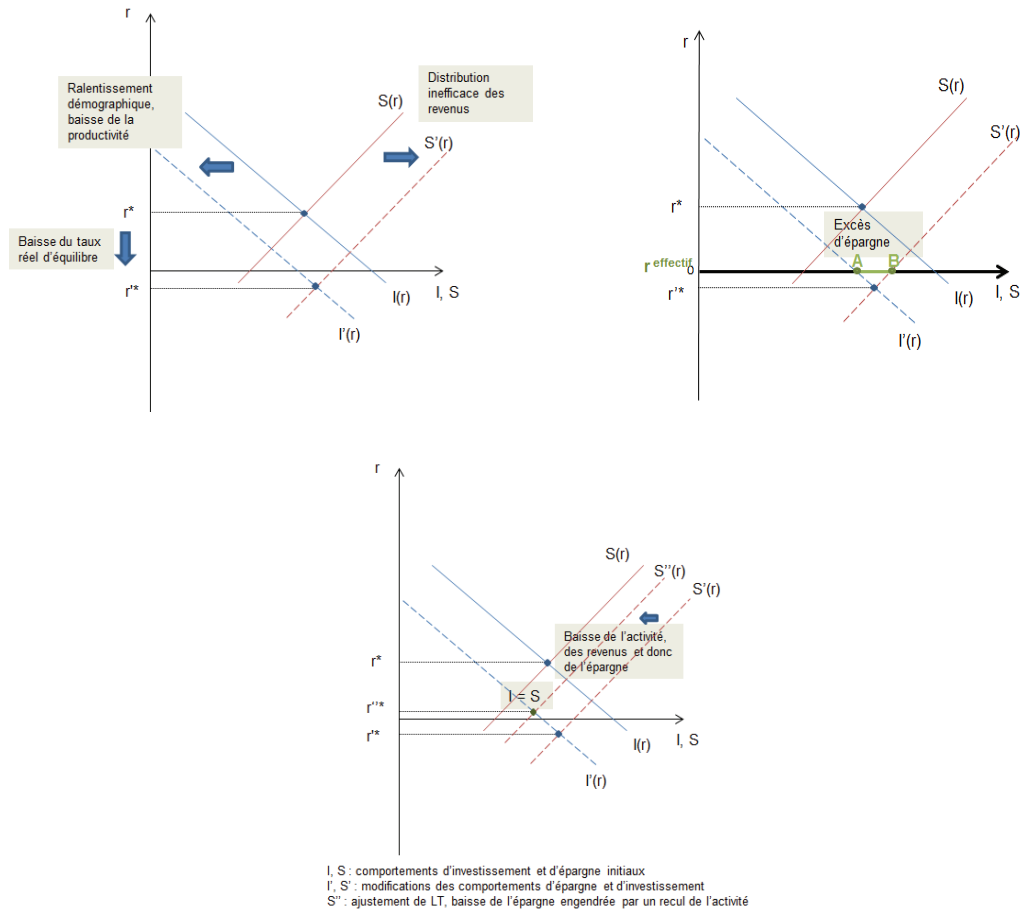 r
Ralentissement
démographique,
baisse de la
productivité
Distribution
inefficace des
revenus
S(r)
S'(r)
r*
Baisse du taux
réel d'équilibre
r'*
I, S
I(r)
I'(r)
r
S(r)
S'(r)
r*
Excès
d'épargne
A
B
r effectif
0
r'*
I, S
I(r)
I'(r)
r
S(r)
S''(r)
S'(r)
Baisse de l'activité,
des revenus et donc
de l'épargne
r*
I = S
r''*
r'*
I(r)
I, S
I'(r)
I, S : comportements d'investissement et d'épargne initiaux
I', S' : modifications des comportements d'épargne et d'investissement
S'' : ajustement de LT, baisse de l'épargne engendrée par un recul de l'activité